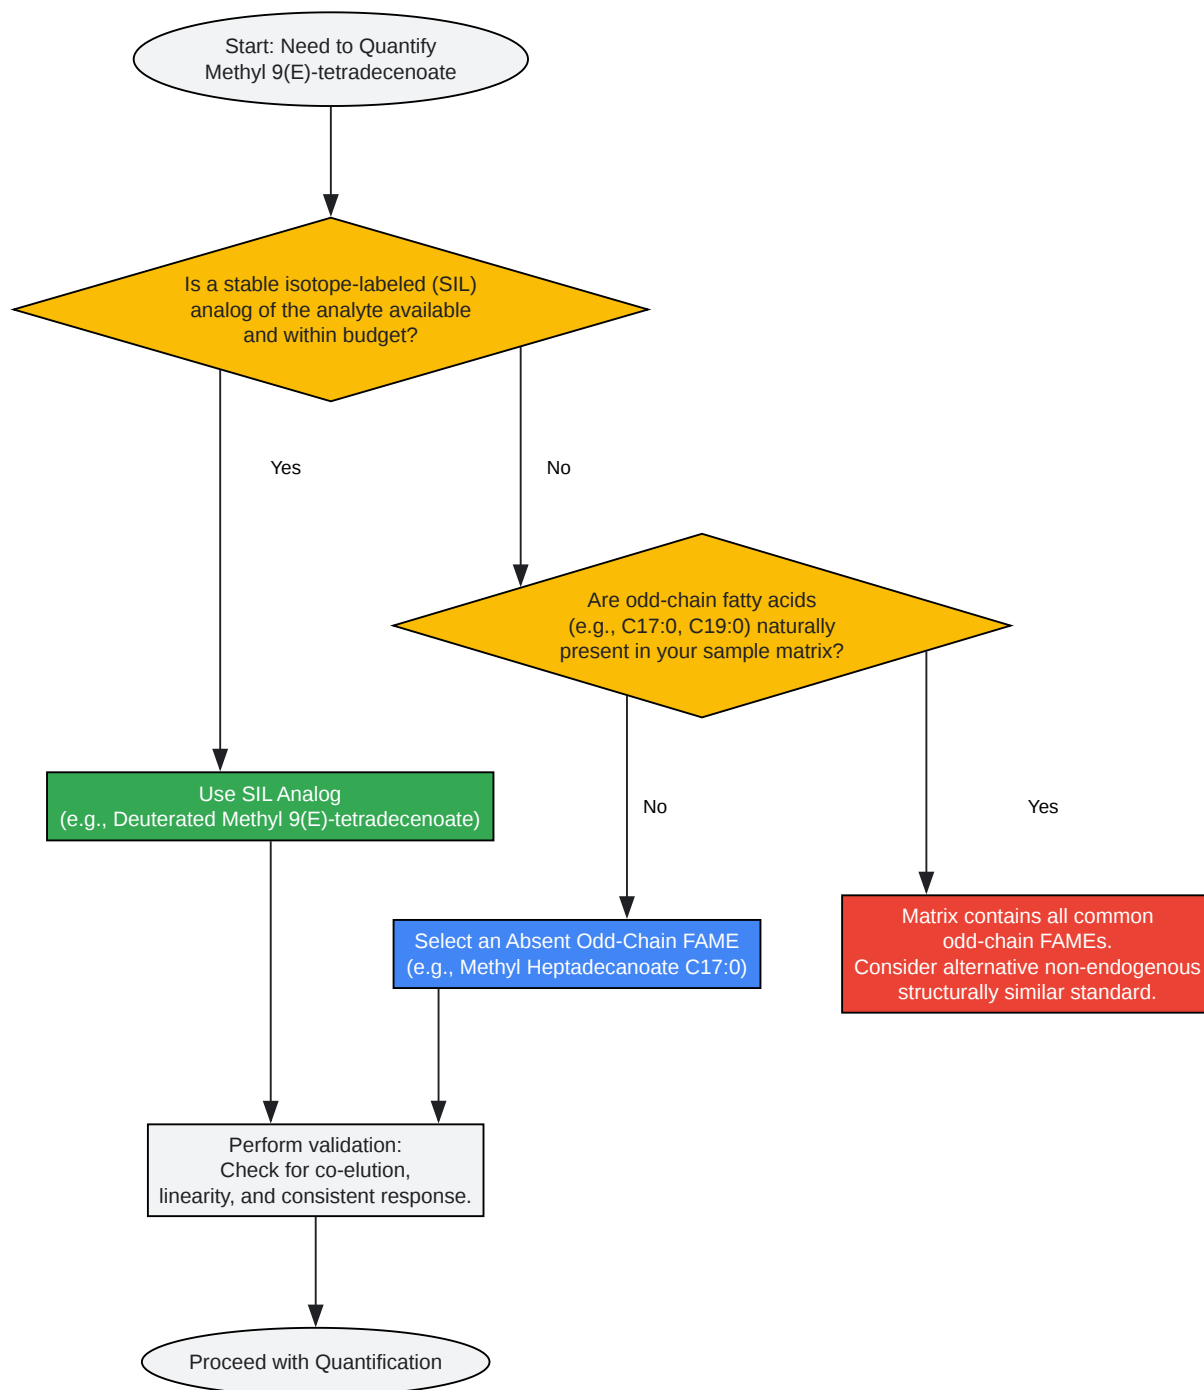 Start: Need to Quantify
Methyl 9(E)-tetradecenoate
Is a stable isotope-labeled (SIL)
analog of the analyte available
and within budget?
Yes
No
Are odd-chain fatty acids
(e.g., C17:0, C19:0) naturally
present in your sample matrix?
Use SIL Analog
(e.g., Deuterated Methyl 9(E)-tetradecenoate)
No
Yes
Select an Absent Odd-Chain FAME
(e.g., Methyl Heptadecanoate C17:0)
Matrix contains all common
odd-chain FAMEs.
Consider alternative non-endogenous
structurally similar standard.
Perform validation:
Check for co-elution,
linearity, and consistent response.
Proceed with Quantification